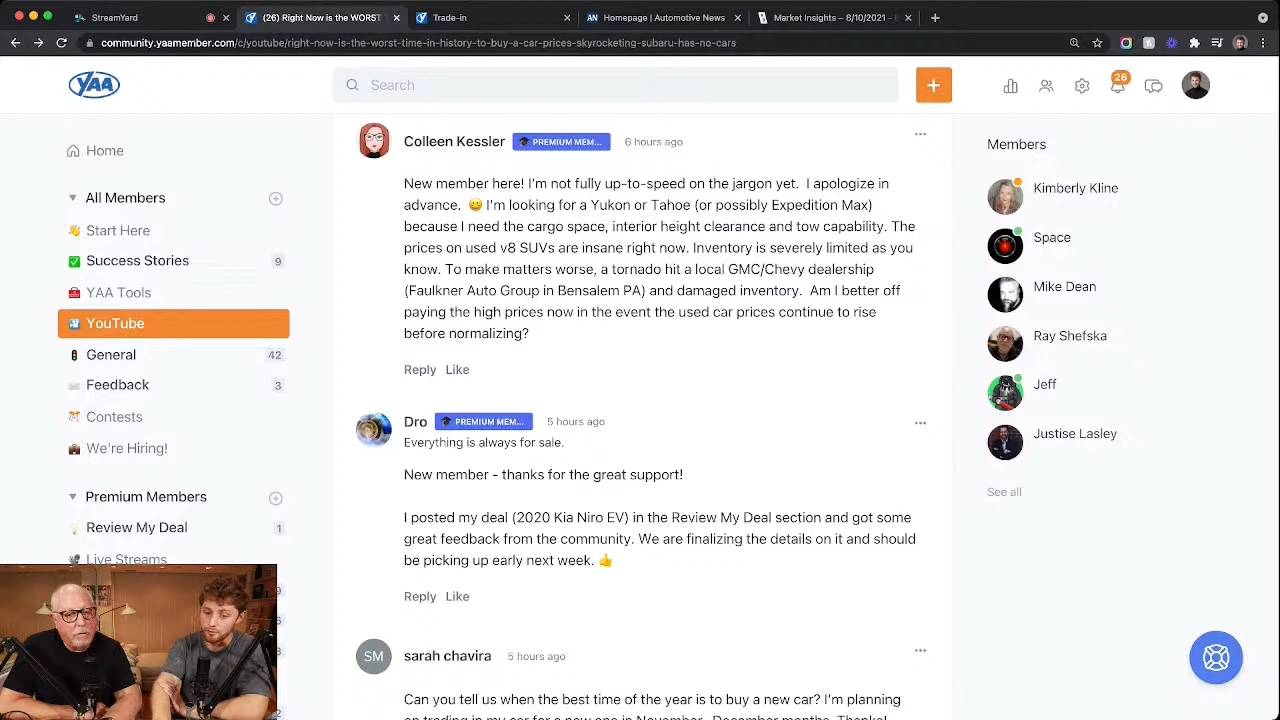 StreamYard
(26) Right Now is the WORST
Trade-in
Homepage | Automotive News
Market Insights – 8/10/2021 –
community.yaamember.com/c/youtube/right-now-is-the-worst-time-in-history-to-buy-a-car-prices-skyrocketing-subaru-has-no-cars
YAA
Search
26
Home
All Members
Start Here
Success Stories 9
YAA Tools
YouTube
General 42
Feedback 3
Contests
We're Hiring!
Premium Members
Review My Deal 1
Live Streams
Colleen Kessler PREMIUM MEM... 6 hours ago
New member here! I'm not fully up-to-speed on the jargon yet. I apologize in
advance. 😀 I'm looking for a Yukon or Tahoe (or possibly Expedition Max)
because I need the cargo space, interior height clearance and tow capability. The
prices on used v8 SUVs are insane right now. Inventory is severely limited as you
know. To make matters worse, a tornado hit a local GMC/Chevy dealership
(Faulkner Auto Group in Bensalem PA) and damaged inventory. Am I better off
paying the high prices now in the event the used car prices continue to rise
before normalizing?
Reply Like
Dro PREMIUM MEM... 5 hours ago
Everything is always for sale.
New member - thanks for the great support!
I posted my deal (2020 Kia Niro EV) in the Review My Deal section and got some
great feedback from the community. We are finalizing the details on it and should
be picking up early next week. 👍
Reply Like
SM sarah chavira 5 hours ago
Can you tell us when the best time of the year is to buy a new car? I'm planning
on trading in my car for a new one in November- December months. Thanks!
Members
Kimberly Kline
Space
Mike Dean
Ray Shefska
Jeff
Justise Lasley
See all